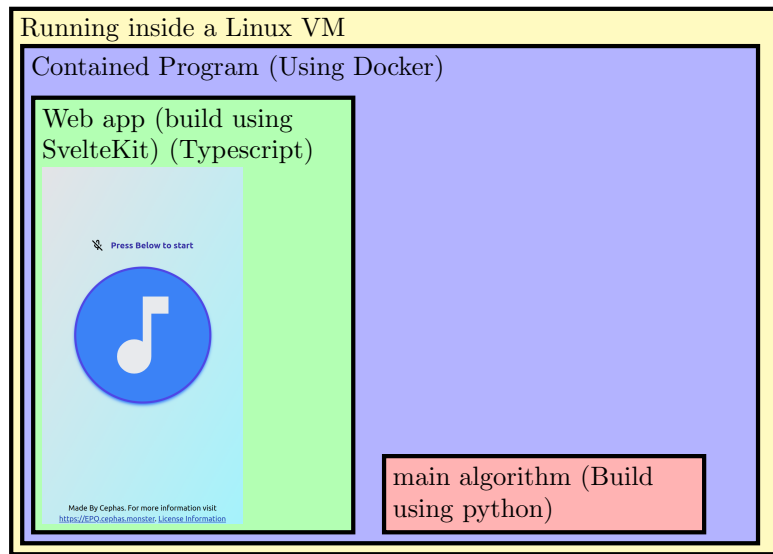 Running inside a Linux VM
Contained Program (Using Docker)
Web app (build using
SvelteKit) (Typescript)
Press Below to start
Made By Cephas. For more information visit
https://EPQ.cephas.monster. License Information
main algorithm (Build
using python)